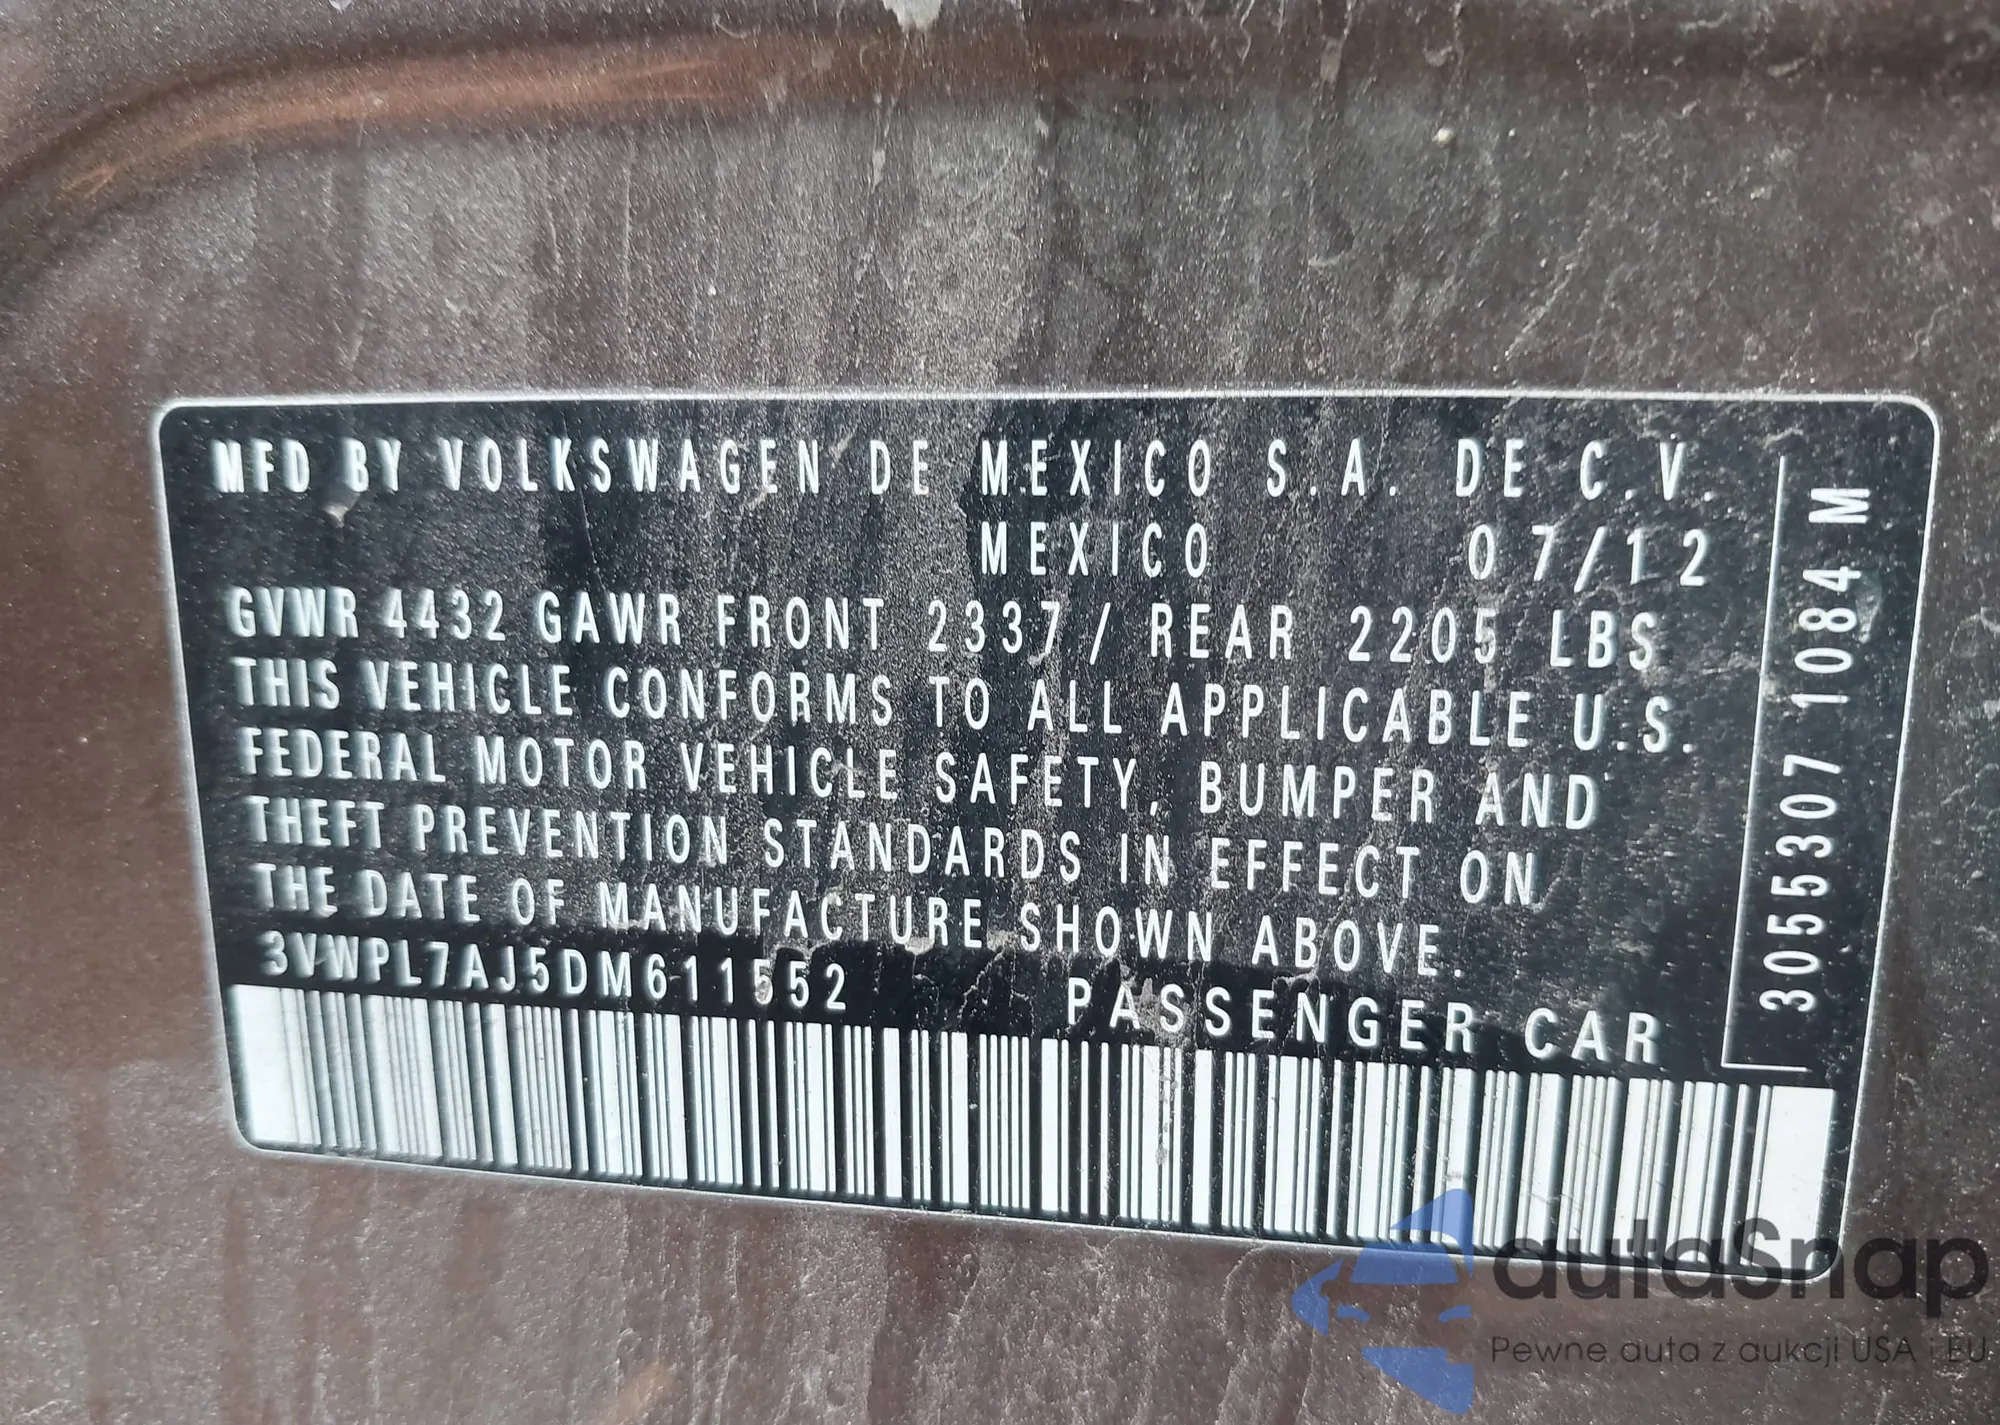 MFD BY VOLKSWAGEN DE MEXICO S.A. DE C.V.
MEXICO 07/12
GVWR 4432 GAWR FRONT 2337 / REAR 2205 LBS
THIS VEHICLE CONFORMS TO ALL APPLICABLE U.S.
FEDERAL MOTOR VEHICLE SAFETY, BUMPER AND
THEFT PREVENTION STANDARDS IN EFFECT ON
THE DATE OF MANUFACTURE SHOWN ABOVE.
3VWPL7AJ5DM611552 PASSENGER CAR
3055307 1084 M
autaSnap
Pewne auta z aukcji USA i EU